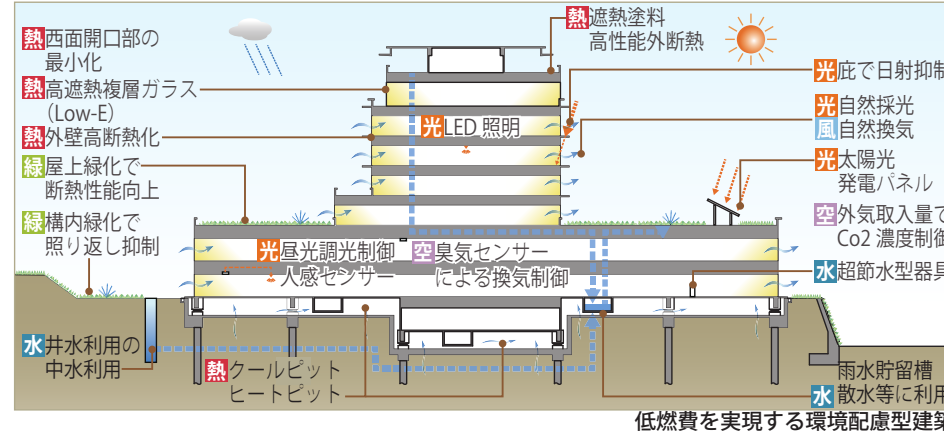 熱西面開口部の
最小化
熱高遮熱複層ガラス
(Low-E)
熱外壁高断熱化
緑屋上緑化で
断熱性能向上
緑構内緑化で
照り返し抑制
水井水利用の
中水利用
熱遮熱塗料
高性能外断熱
光LED 照明
光昼光調光制御
人感センサー
空臭気センサー
による換気制御
熱クールピット
ヒートピット
光庇で日射抑制
光自然採光
風自然換気
光太陽光
発電パネル
空外気取入量で
Co2 濃度制御
水超節水型器具
雨水貯留槽
水散水等に利用
低燃費を実現する環境配慮型建築